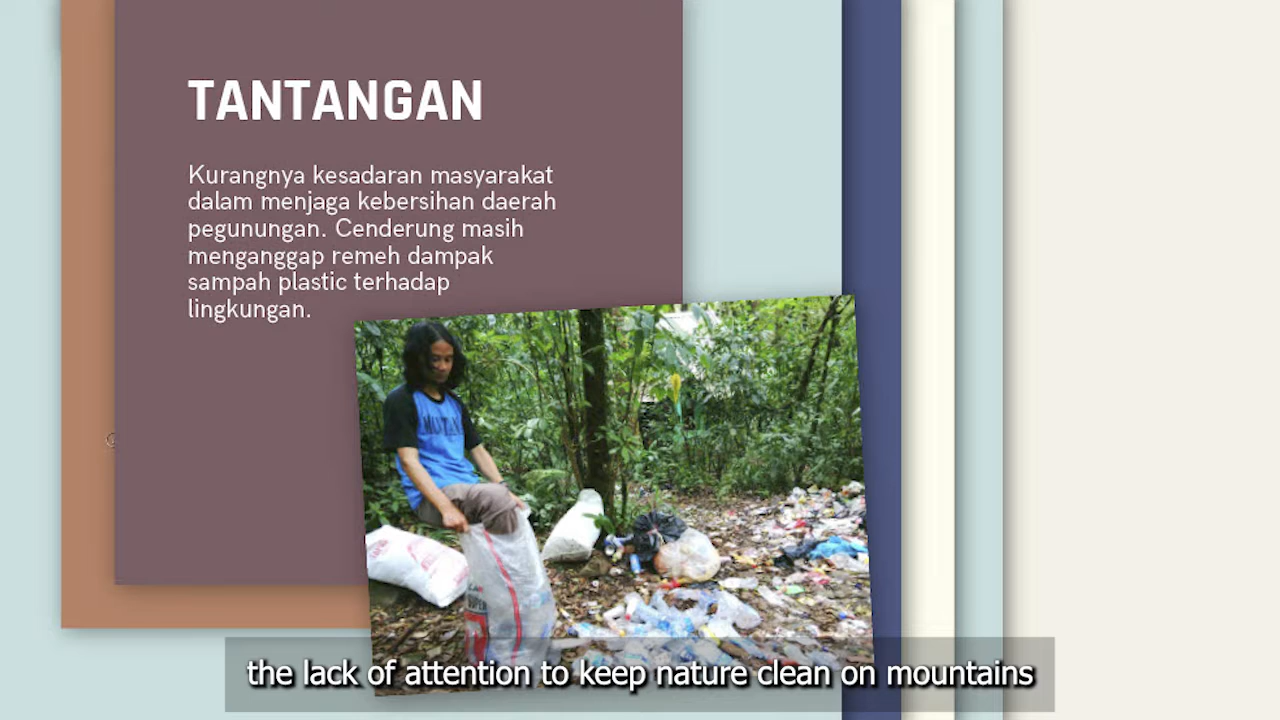 TANTANGAN
Kurangnya kesadaran masyarakat
dalam menjaga kebersihan daerah
pegunungan. Cenderung masih
menganggap remeh dampak
sampah plastic terhadap
lingkungan.
the lack of attention to keep nature clean on mountains